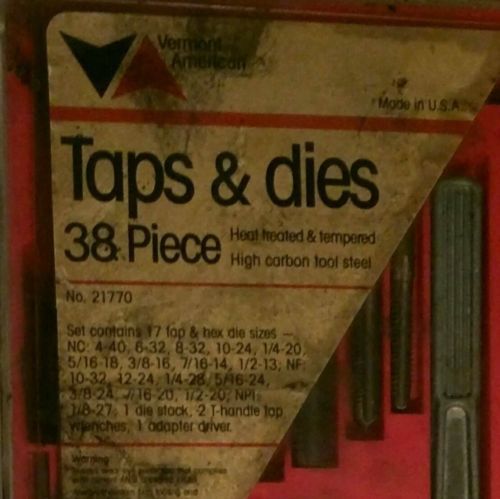 Vermont
American
Made in U.S.A.
Taps & dies
38 Piece
Heat treated & tempered
High carbon tool steel
No. 21770
Set contains 17 tap & hex die sizes —
NC: 4-40, 6-32, 8-32, 10-24, 1/4-20,
5/16-18, 3/8-16, 7/16-14, 1/2-13; NF:
10-32, 12-24, 1/4-28, 5/16-24,
3/8-24, 7/16-20, 1/2-20; NPT:
1/8-27, 1 die stock, 2 T-handle tap
wrenches, 1 adapter driver.
Warning: